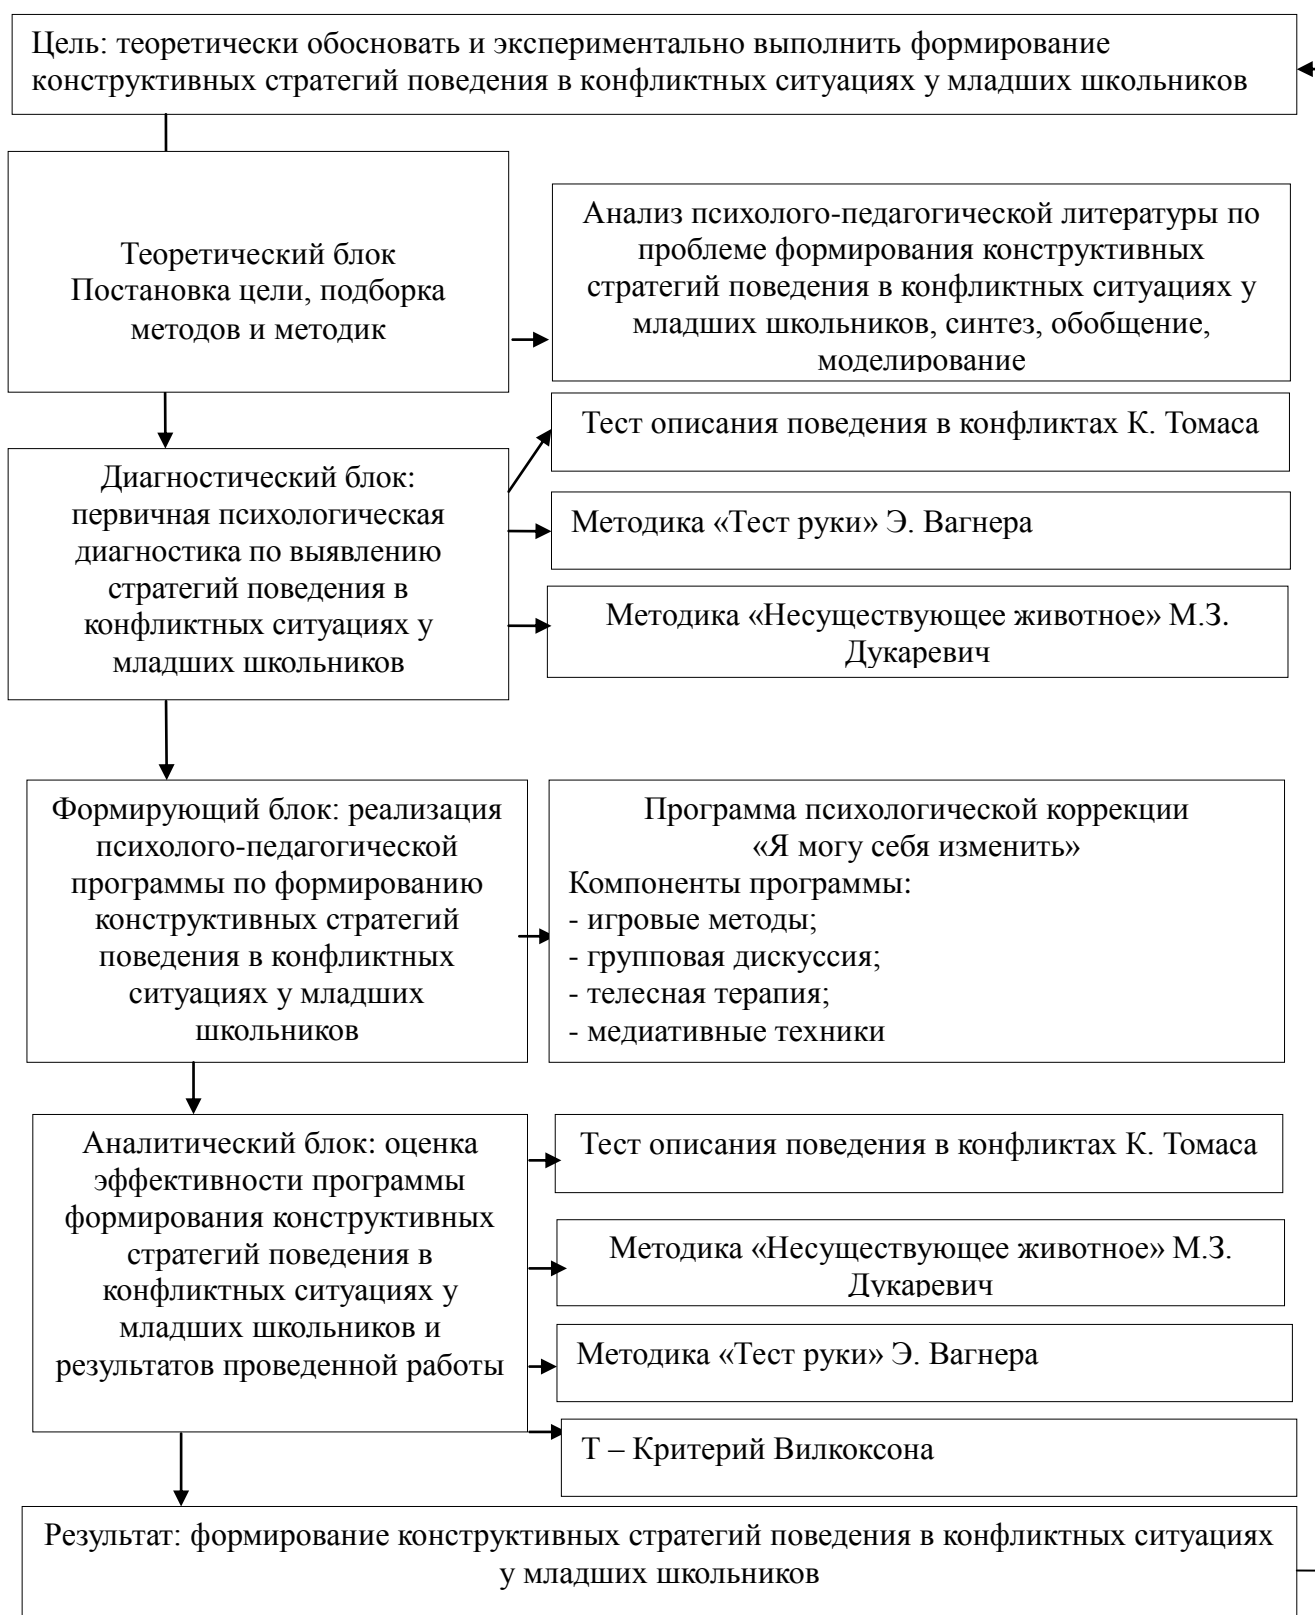 Цель: теоретически обосновать и экспериментально выполнить формирование
конструктивных стратегий поведения в конфликтных ситуациях у младших школьников
Теоретический блок
Постановка цели, подборка
методов и методик
Анализ психолого-педагогической литературы по
проблеме формирования конструктивных
стратегий поведения в конфликтных ситуациях у
младших школьников, синтез, обобщение,
моделирование
Диагностический блок:
первичная психологическая
диагностика по выявлению
стратегий поведения в
конфликтных ситуациях у
младших школьников
Тест описания поведения в конфликтах К. Томаса
Методика «Тест руки» Э. Вагнера
Методика «Несуществующее животное» М.З.
Дукаревич
Формирующий блок: реализация
психолого-педагогической
программы по формированию
конструктивных стратегий
поведения в конфликтных
ситуациях у младших
школьников
Программа психологической коррекции
«Я могу себя изменить»
Компоненты программы:
- игровые методы;
- групповая дискуссия;
- телесная терапия;
- медиативные техники
Аналитический блок: оценка
эффективности программы
формирования конструктивных
стратегий поведения в
конфликтных ситуациях у
младших школьников и
результатов проведенной работы
Тест описания поведения в конфликтах К. Томаса
Методика «Несуществующее животное» М.З.
Дукаревич
Методика «Тест руки» Э. Вагнера
Т – Критерий Вилкоксона
Результат: формирование конструктивных стратегий поведения в конфликтных ситуациях
у младших школьников